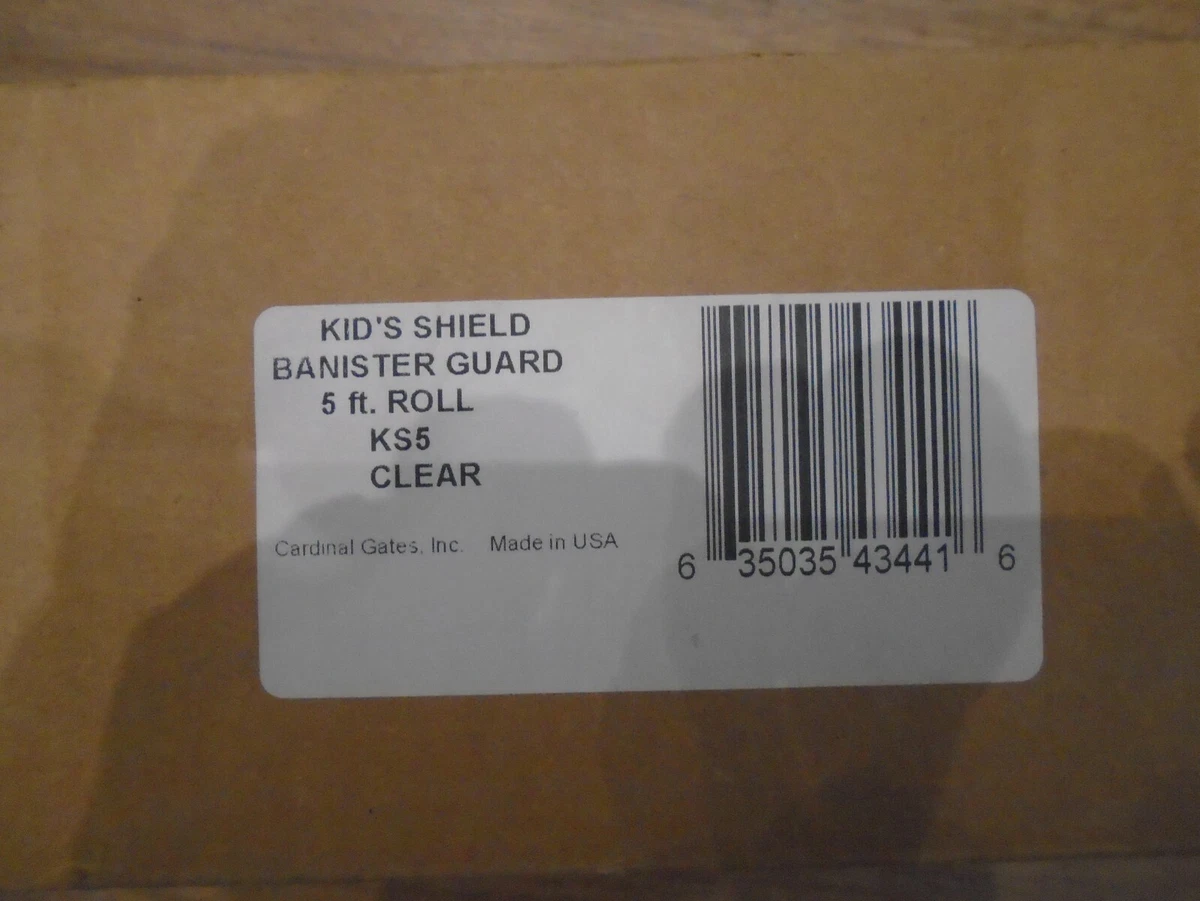 KID'S SHIELD
BANISTER GUARD
5 ft. ROLL
KS5
CLEAR
Cardinal Gates, Inc. Made in USA
6 35035 43441 6